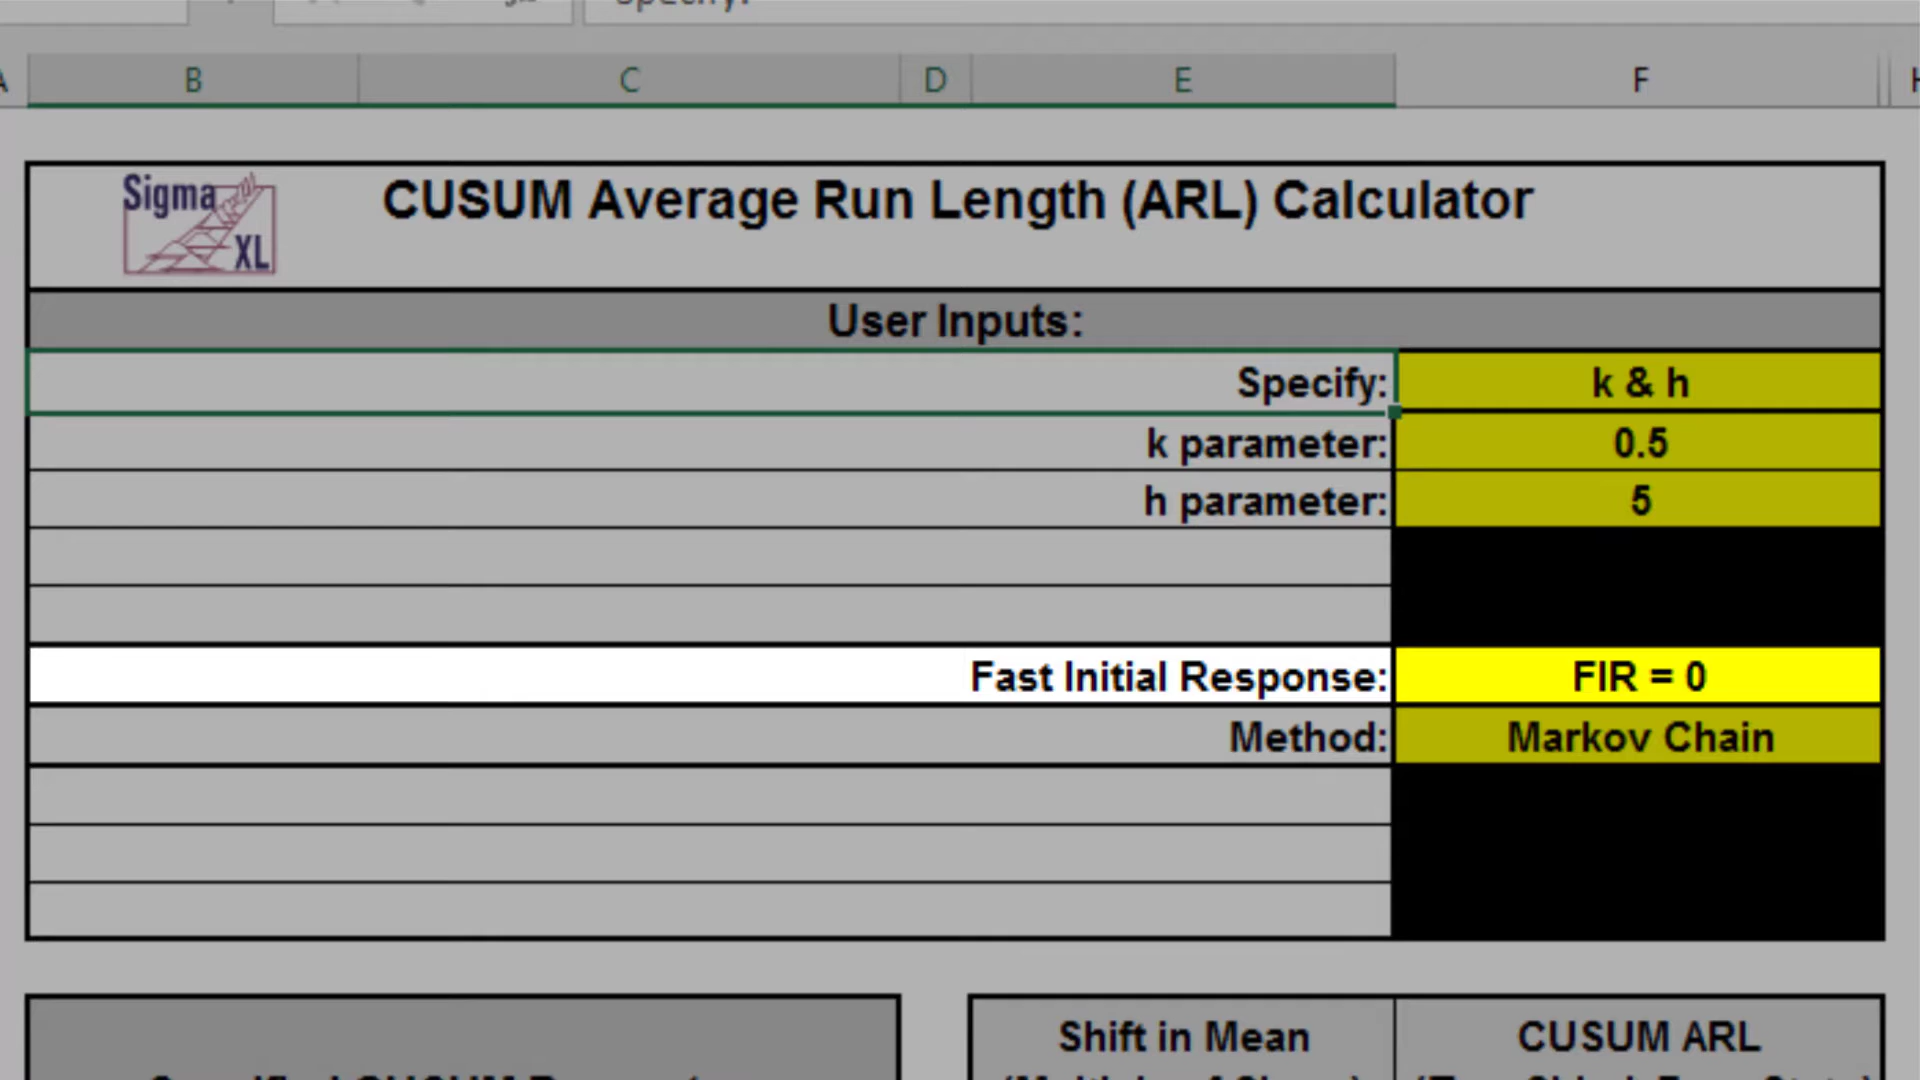 Specify:
B C D E F
Sigma
XL
CUSUM Average Run Length (ARL) Calculator
User Inputs:
Specify: k & h
k parameter: 0.5
h parameter: 5
Fast Initial Response: FIR = 0
Method: Markov Chain
Shift in Mean CUSUM ARL